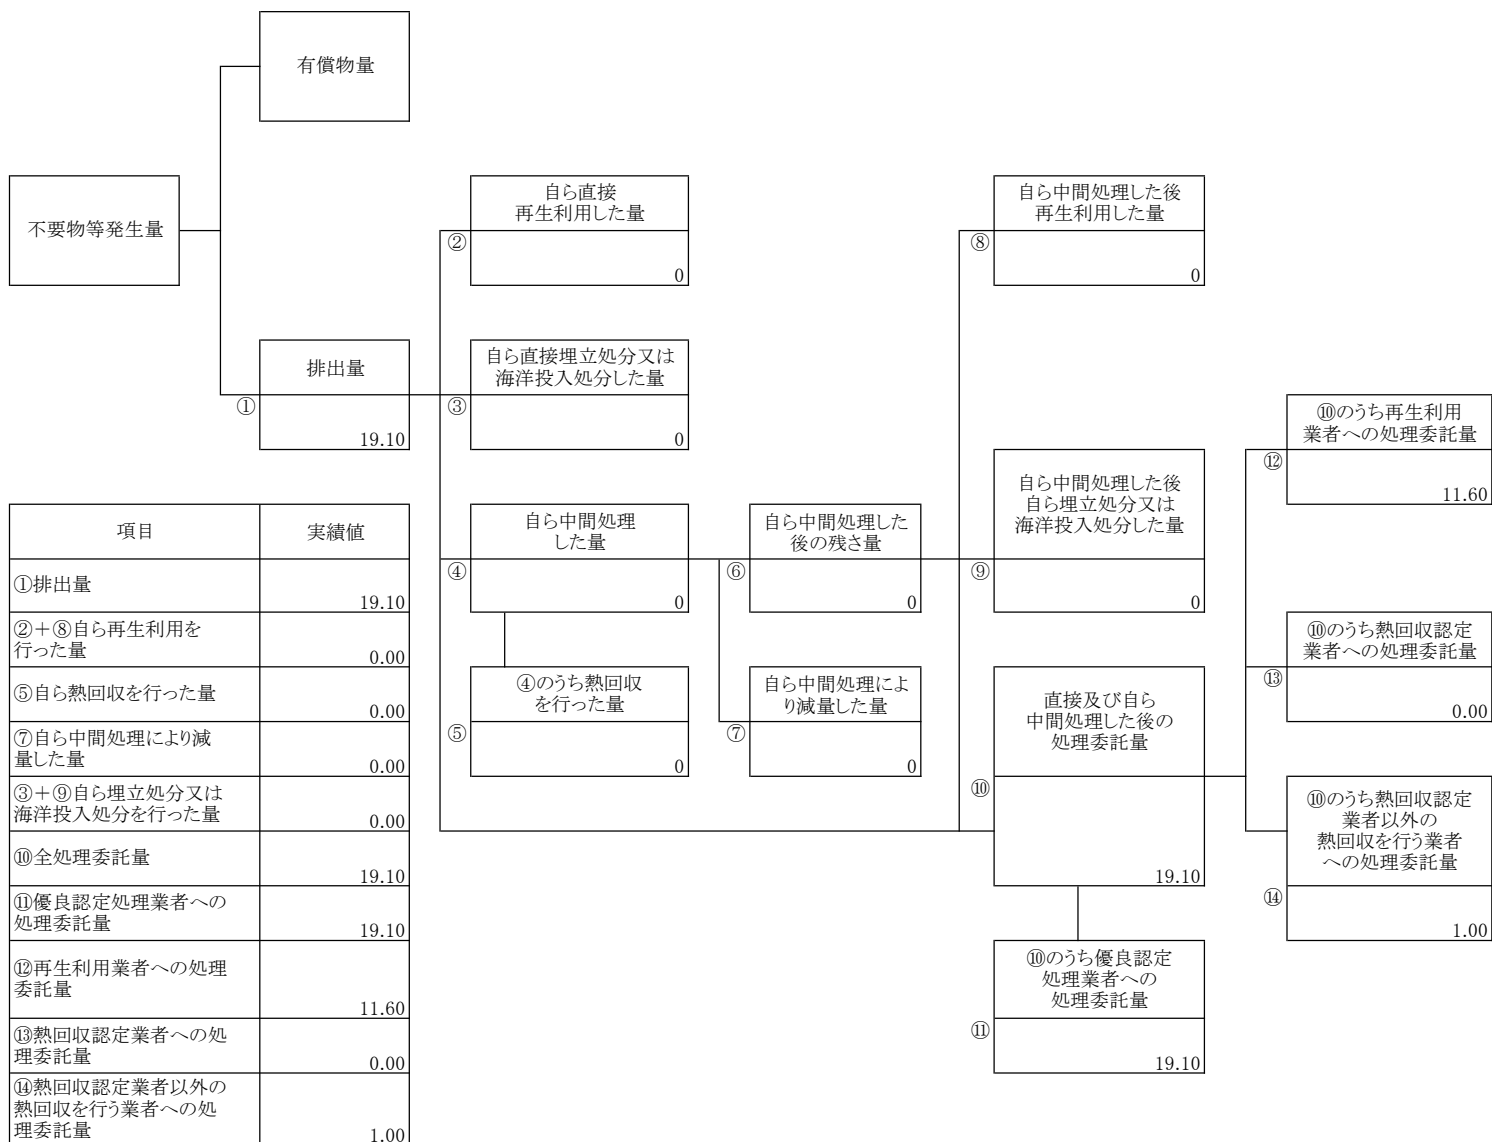 有償物量
不要物等発生量
排出量
①
19.10
自ら直接
再生利用した量
②
0
自ら直接埋立処分又は
海洋投入処分した量
③
0
自ら中間処理
した量
④
0
④のうち熱回収
を行った量
⑤
0
自ら中間処理した
後の残さ量
⑥
0
自ら中間処理によ
り減量した量
⑦
0
自ら中間処理した後
再生利用した量
⑧
0
自ら中間処理した後
自ら埋立処分又は
海洋投入処分した量
⑨
0
直接及び自ら
中間処理した後の
処理委託量
⑩
19.10
⑩のうち優良認定
処理業者への
処理委託量
⑪
19.10
⑩のうち再生利用
業者への処理委託量
⑫
11.60
⑩のうち熱回収認定
業者への処理委託量
⑬
0.00
⑩のうち熱回収認定
業者以外の
熱回収を行う業者
への処理委託量
⑭
1.00
項目 実績値
①排出量
19.10
②＋⑧自ら再生利用を
行った量
0.00
⑤自ら熱回収を行った量
0.00
⑦自ら中間処理により減
量した量
0.00
③＋⑨自ら埋立処分又は
海洋投入処分を行った量
0.00
⑩全処理委託量
19.10
⑪優良認定処理業者への
処理委託量
19.10
⑫再生利用業者への処理
委託量
11.60
⑬熱回収認定業者への処
理委託量
0.00
⑭熱回収認定業者以外の
熱回収を行う業者への処
理委託量
1.00